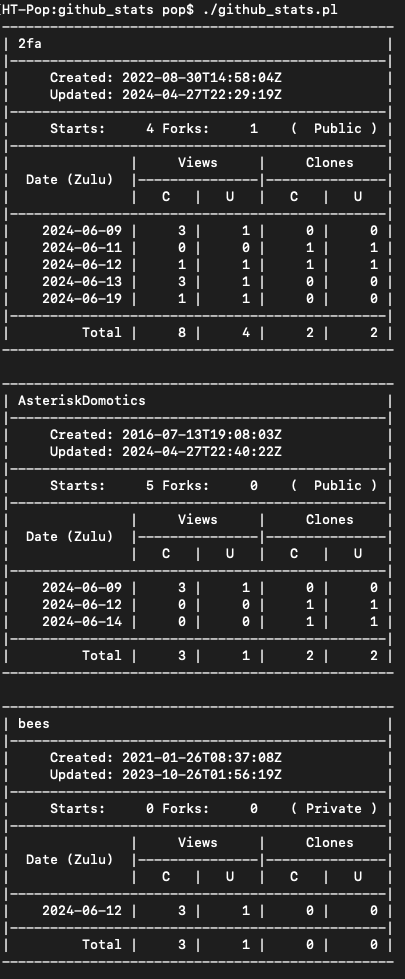 HT-Pop:github_stats pop$ ./github_stats.pl
| 2fa |
| Created: 2022-08-30T14:58:04Z
| Updated: 2024-04-27T22:29:19Z
| Starts: 4 Forks: 1 ( Public ) |
| | Views | Clones |
| Date (Zulu) |
| | C | U | C | U |
| 2024-06-09 | 3 | 1 | 0 | 0 |
| 2024-06-11 | 0 | 0 | 1 | 1 |
| 2024-06-12 | 1 | 1 | 1 | 1 |
| 2024-06-13 | 3 | 1 | 0 | 0 |
| 2024-06-19 | 1 | 1 | 0 | 0 |
| Total | 8 | 4 | 2 | 2 |
| AsteriskDomotics |
| Created: 2016-07-13T19:08:03Z
| Updated: 2024-04-27T22:40:22Z
| Starts: 5 Forks: 0 ( Public ) |
| | Views | Clones |
| Date (Zulu) |
| | C | U | C | U |
| 2024-06-09 | 3 | 1 | 0 | 0 |
| 2024-06-12 | 0 | 0 | 1 | 1 |
| 2024-06-14 | 0 | 0 | 1 | 1 |
| Total | 3 | 1 | 2 | 2 |
| bees |
| Created: 2021-01-26T08:37:08Z
| Updated: 2023-10-26T01:56:19Z
| Starts: 0 Forks: 0 ( Private ) |
| | Views | Clones |
| Date (Zulu) |
| | C | U | C | U |
| 2024-06-12 | 3 | 1 | 0 | 0 |
| Total | 3 | 1 | 0 | 0 |